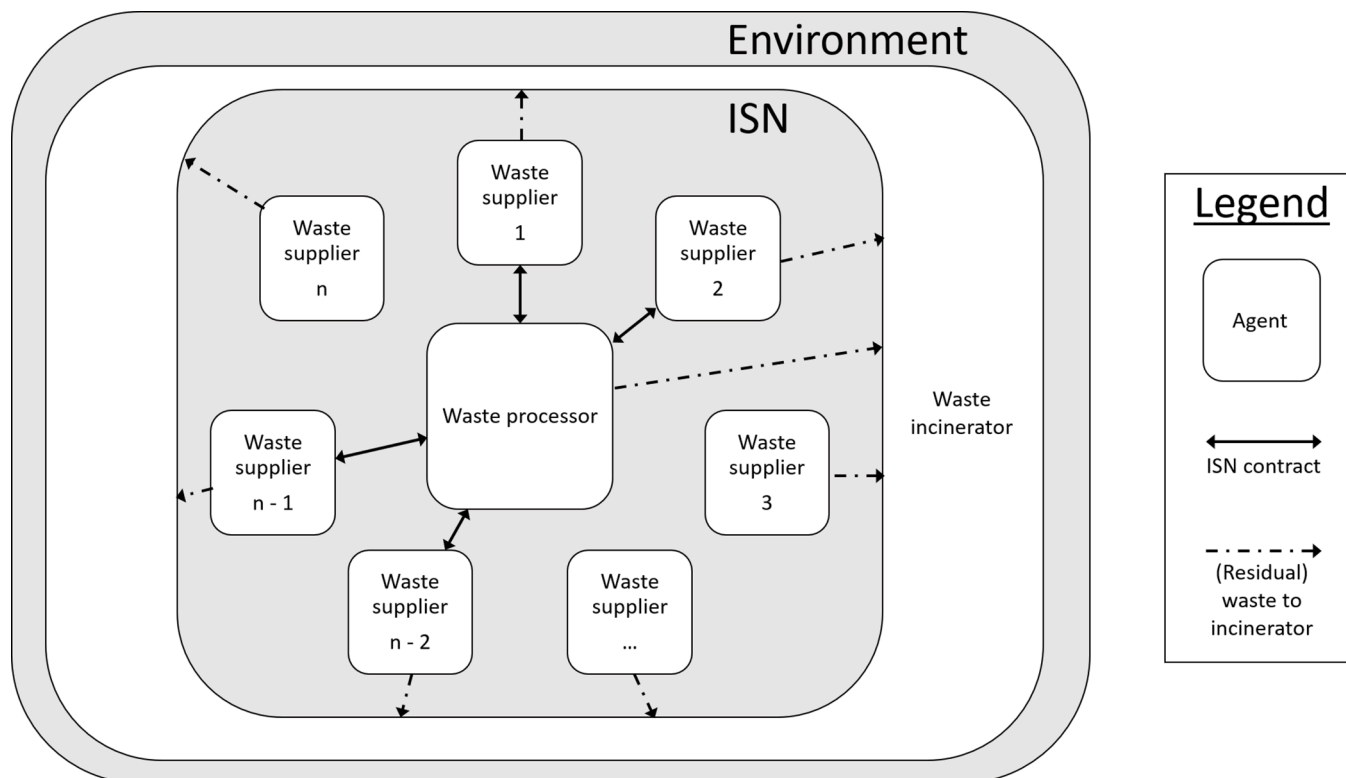 Environment
ISN
Waste
supplier
1
Waste
supplier
2
Waste
supplier
n
Waste processor
Waste
incinerator
Waste
supplier
n - 1
Waste
supplier
3
Waste
supplier
n - 2
Waste
supplier
...
Legend
Agent
ISN contract
(Residual)
waste to
incinerator